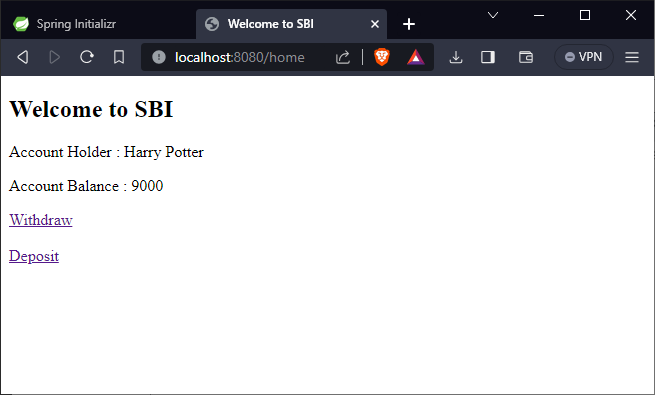 Spring Initializr
Welcome to SBI
localhost:8080/home
VPN
Welcome to SBI
Account Holder : Harry Potter
Account Balance : 9000
Withdraw
Deposit